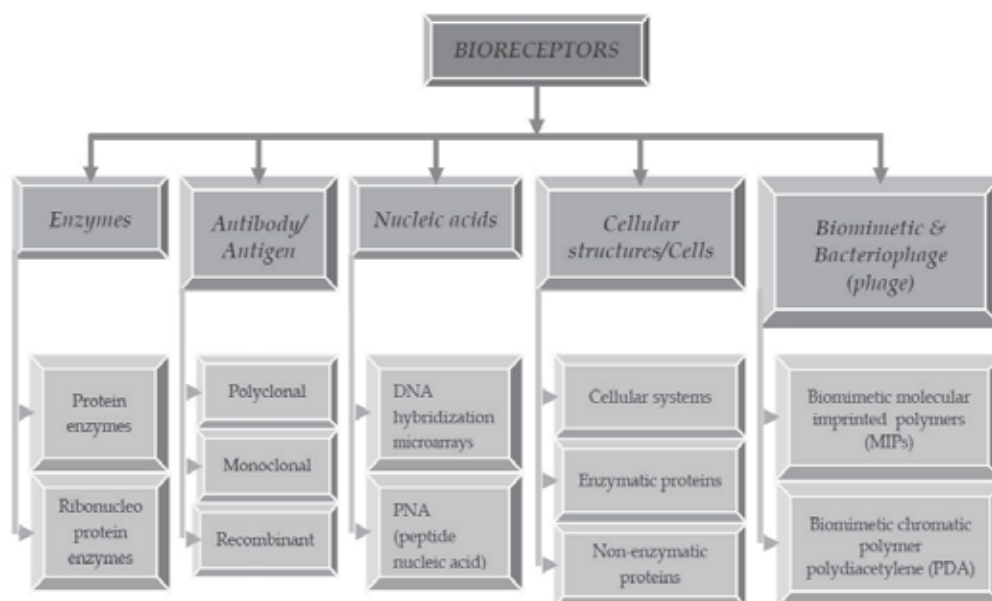 BIORECEPTORS
Enzymes
Protein
enzymes
Ribonucleo
protein
enzymes
Antibody/
Antigen
Polyclonal
Monoclonal
Recombinant
Nucleic acids
DNA
hybridization
microarrays
PNA
(peptide
nucleic acid)
Cellular
structures/Cells
Cellular systems
Enzymatic proteins
Non-enzymatic
proteins
Biomimetic &
Bacteriophage
(phage)
Biomimetic molecular
imprinted polymers
(MIPs)
Biomimetic chromatic
polymer
polydiacetylene (PDA)